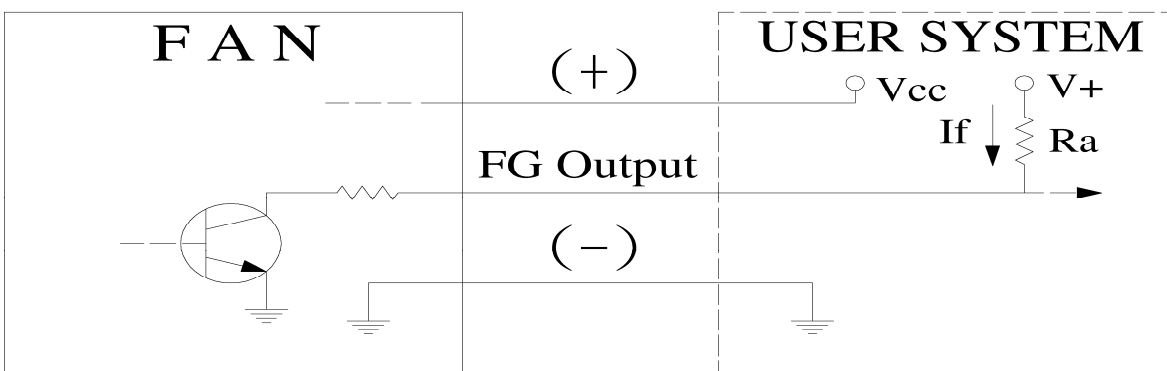 F A N
USER SYSTEM
(+)
Vcc
V+
If
Ra
FG Output
(−)